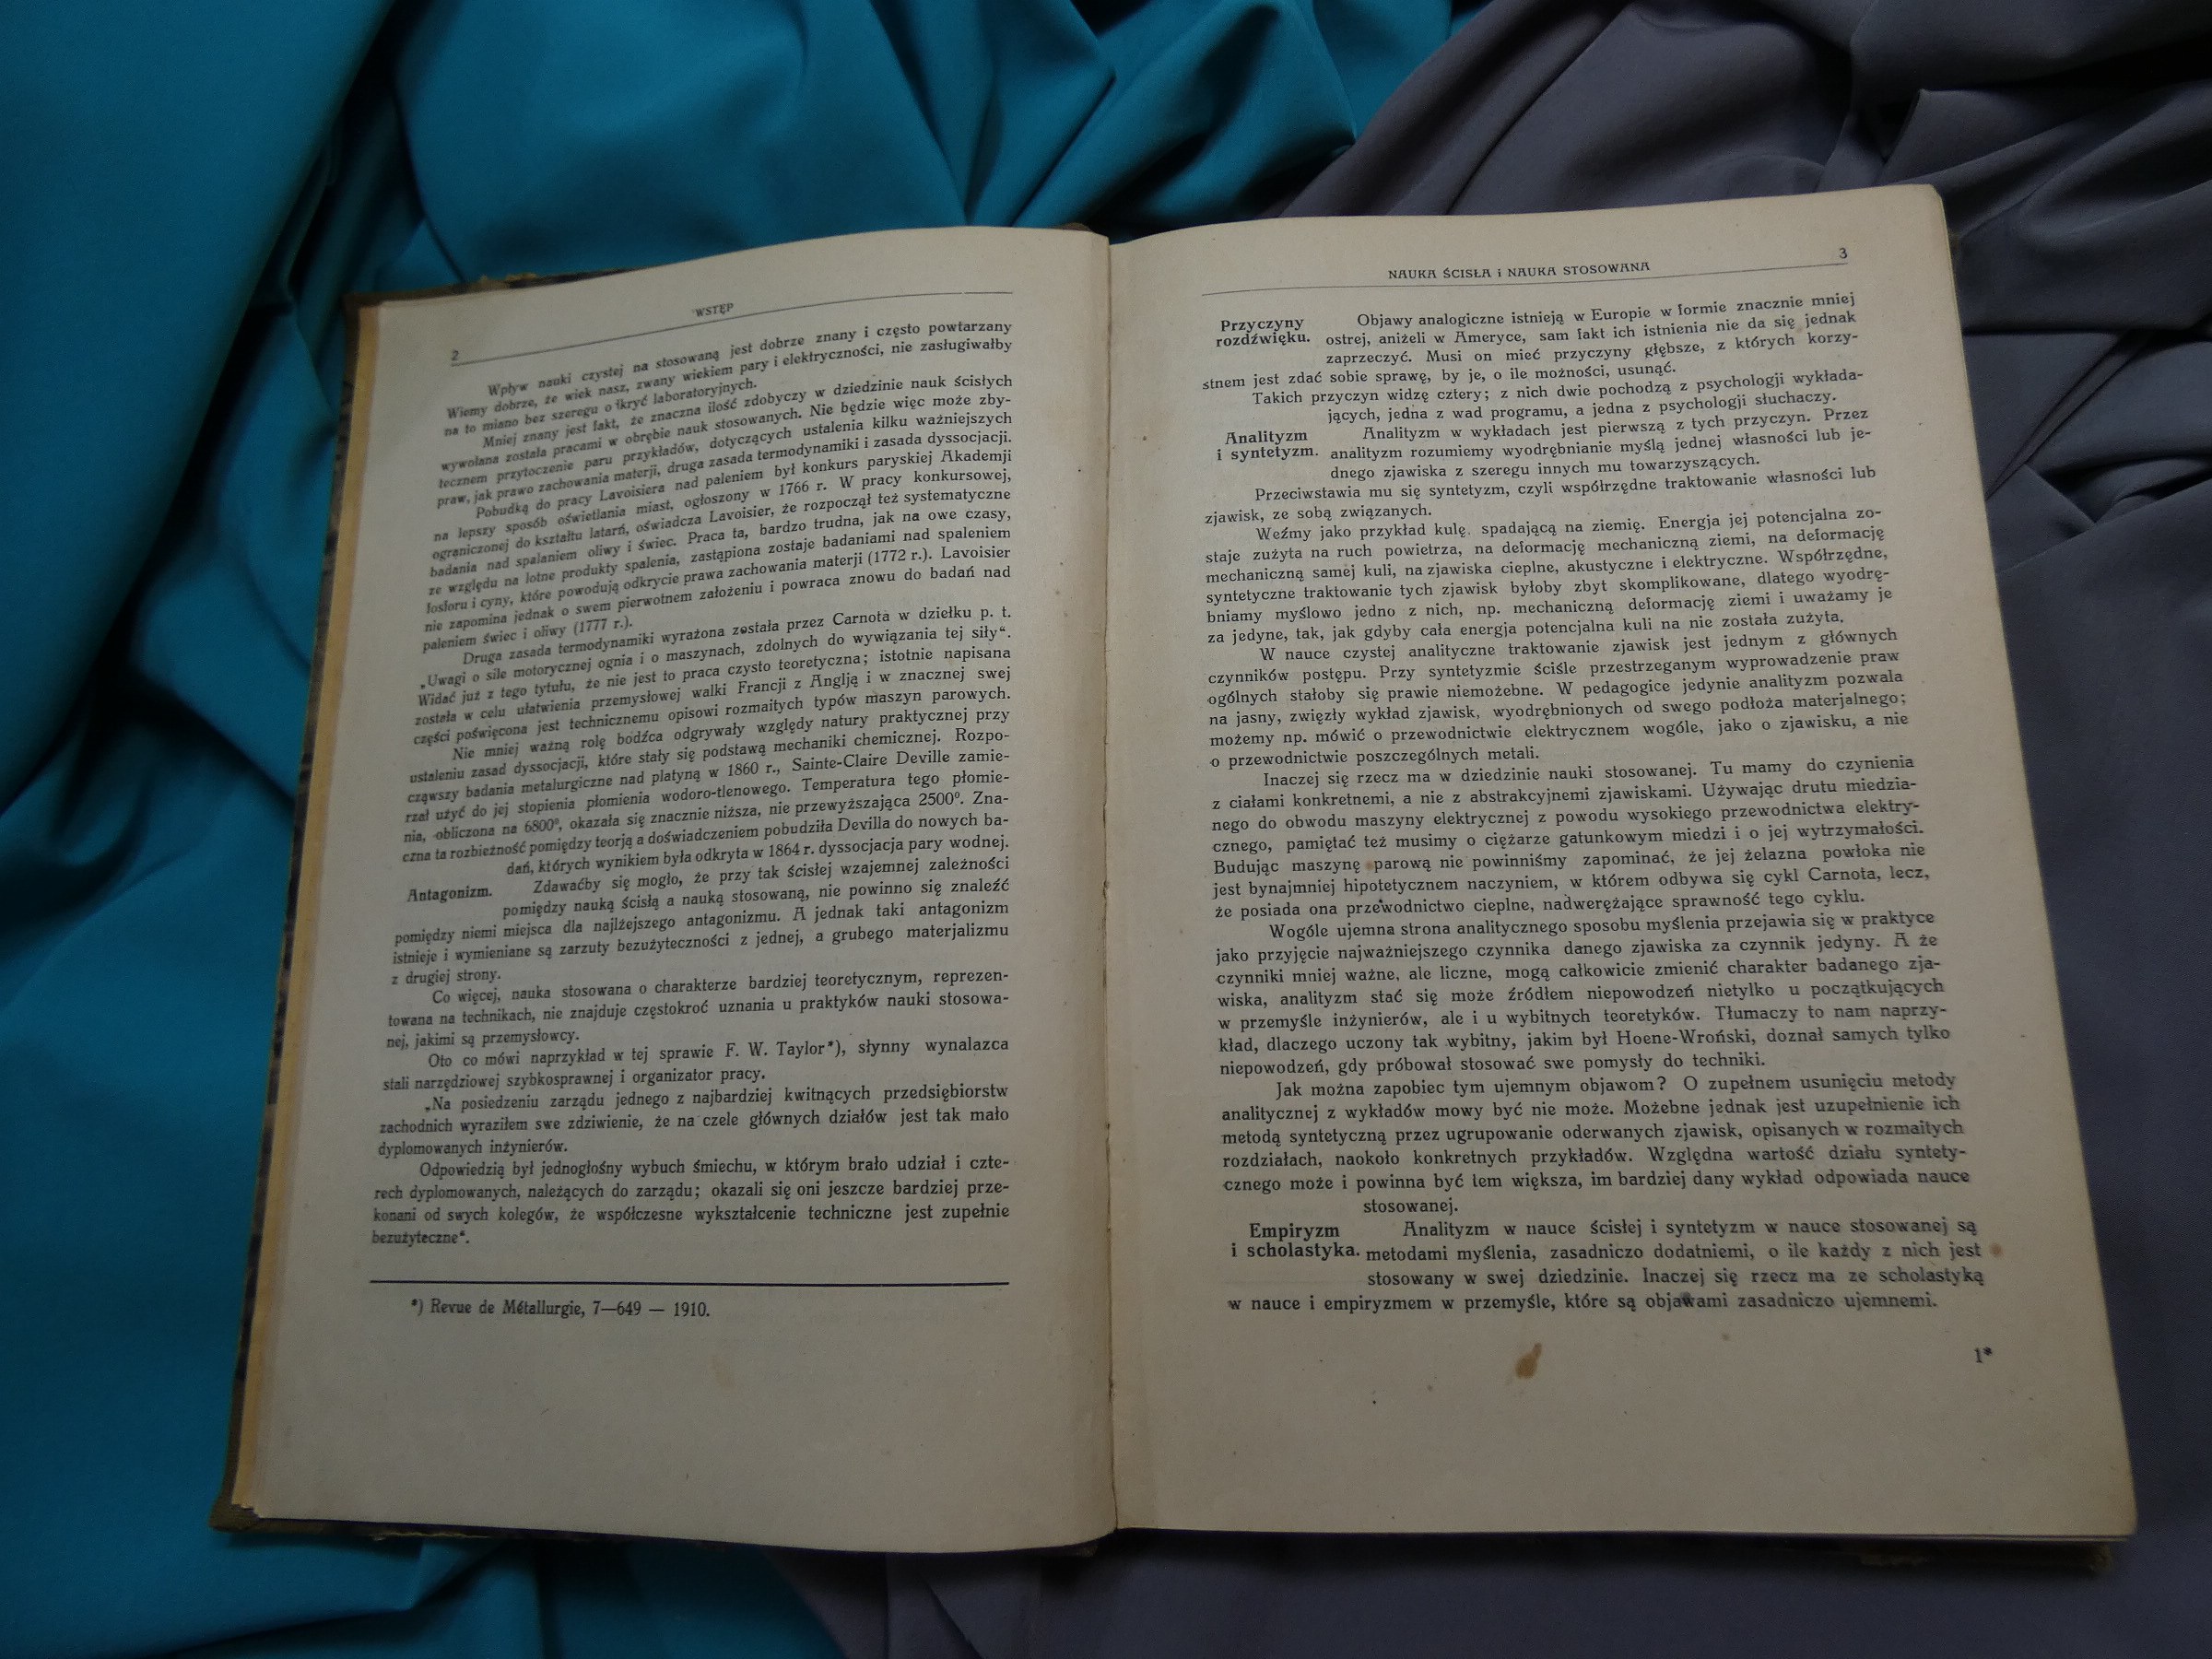 2
WSTĘP
Wpływ nauki czystej na stosowaną jest dobrze znany i często powtarzany
Wiemy dobrze, że wiek nasz, zwany wiekiem pary i elektryczności, nie zasługiwałby
na to miano bez szeregu odkryć laboratoryjnych.
Mniej znany jest fakt, że znaczna ilość zdobyczy w dziedzinie nauk ścisłych
wywołana została pracami w obrębie nauk stosowanych. Nie będzie więc może zby-
tecznem przytoczenie paru przykładów, dotyczących ustalenia kilku ważniejszych
praw, jak prawo zachowania materji, druga zasada termodynamiki i zasada dyssocjacji.
Pobudką do pracy Lavoisiera nad paleniem był konkurs paryskiej Akademji
na lepszy sposób oświetlania miast, ogłoszony w 1766 r. W pracy konkursowej,
ograniczonej do kształtu latarń, oświadcza Lavoisier, że rozpoczął też systematyczne
badania nad spalaniem oliwy i świec. Praca ta, bardzo trudna, jak na owe czasy,
ze względu na lotne produkty spalenia, zastąpiona zostaje badaniami nad spaleniem
fosforu i cyny, które powodują odkrycie prawa zachowania materji (1772 r.). Lavoisier
nie zapomina jednak o swem pierwotnem założeniu i powraca znowu do badań nad
paleniem świec i oliwy (1777 r.).
Druga zasada termodynamiki wyrażona została przez Carnota w dziełku p. t.
„Uwagi o sile motorycznej ognia i o maszynach, zdolnych do wywiązania tej siły“.
Widać już z tego tytułu, że nie jest to praca czysto teoretyczna; istotnie napisana
została w celu ułatwienia przemysłowej walki Francji z Anglją i w znacznej swej
części poświęcona jest technicznemu opisowi rozmaitych typów maszyn parowych.
Nie mniej ważną rolę bodźca odgrywały względy natury praktycznej przy
ustaleniu zasad dyssocjacji, które stały się podstawą mechaniki chemicznej. Rozpo-
cząwszy badania metalurgiczne nad platyną w 1860 r., Sainte-Claire Deville zamie-
rzał użyć do jej stopienia płomienia wodoro-tlenowego. Temperatura tego płomie-
nia, obliczona na 6800°, okazała się znacznie niższa, nie przewyższająca 2500°. Zna-
czna ta rozbieżność pomiędzy teorją a doświadczeniem pobudziła Devilla do nowych ba-
dań, których wynikiem była odkryta w 1864 r. dyssocjacja pary wodnej.
Antagonizm. Zdawaćby się mogło, że przy tak ścisłej wzajemnej zależności
pomiędzy nauką ścisłą a nauką stosowaną, nie powinno się znaleźć
pomiędzy niemi miejsca dla najlżejszego antagonizmu. A jednak taki antagonizm
istnieje i wymieniane są zarzuty bezużyteczności z jednej, a grubego materjalizmu
z drugiej strony.
Co więcej, nauka stosowana o charakterze bardziej teoretycznym, reprezen-
towana na technikach, nie znajduje częstokroć uznania u praktyków nauki stosowa-
nej, jakimi są przemysłowcy.
Oto co mówi naprzykład w tej sprawie F. W. Taylor*), słynny wynalazca
stali narzędziowej szybkosprawnej i organizator pracy.
„Na posiedzeniu zarządu jednego z najbardziej kwitnących przedsiębiorstw
zachodnich wyraziłem swe zdziwienie, że na czele głównych działów jest tak mało
dyplomowanych inżynierów.
Odpowiedzią był jednogłośny wybuch śmiechu, w którym brało udział i czte-
rech dyplomowanych, należących do zarządu; okazali się oni jeszcze bardziej prze-
konani od swych kolegów, że współczesne wykształcenie techniczne jest zupełnie
bezużyteczne“.
*) Revue de Métallurgie, 7—649 — 1910.
NAUKA ŚCISŁA i NAUKA STOSOWANA
3
Przyczyny Objawy analogiczne istnieją w Europie w formie znacznie mniej
rozdźwięku. ostrej, aniżeli w Ameryce, sam fakt ich istnienia nie da się jednak
zaprzeczyć. Musi on mieć przyczyny głębsze, z których korzy-
stnem jest zdać sobie sprawę, by je, o ile możności, usunąć.
Takich przyczyn widzę cztery; z nich dwie pochodzą z psychologji wykłada-
jących, jedna z wad programu, a jedna z psychologji słuchaczy.
Analityzm Analityzm w wykładach jest pierwszą z tych przyczyn. Przez
i syntetyzm. analityzm rozumiemy wyodrębnianie myślą jednej własności lub je-
dnego zjawiska z szeregu innych mu towarzyszących.
Przeciwstawia mu się syntetyzm, czyli współrzędne traktowanie własności lub
zjawisk, ze sobą związanych.
Weźmy jako przykład kulę, spadającą na ziemię. Energja jej potencjalna zo-
staje zużyta na ruch powietrza, na deformację mechaniczną ziemi, na deformację
mechaniczną samej kuli, na zjawiska cieplne, akustyczne i elektryczne. Współrzędne,
syntetyczne traktowanie tych zjawisk byłoby zbyt skomplikowane, dlatego wyodrę-
bniamy myślowo jedno z nich, np. mechaniczną deformację ziemi i uważamy je
za jedyne, tak, jak gdyby cała energja potencjalna kuli na nie została zużyta.
W nauce czystej analityczne traktowanie zjawisk jest jednym z głównych
czynników postępu. Przy syntetyzmie ściśle przestrzeganym wyprowadzenie praw
ogólnych stałoby się prawie niemożebne. W pedagogice jedynie analityzm pozwala
na jasny, zwięzły wykład zjawisk, wyodrębnionych od swego podłoża materjalnego;
możemy np. mówić o przewodnictwie elektrycznem wogóle, jako o zjawisku, a nie
o przewodnictwie poszczególnych metali.
Inaczej się rzecz ma w dziedzinie nauki stosowanej. Tu mamy do czynienia
z ciałami konkretnemi, a nie z abstrakcyjnemi zjawiskami. Używając drutu miedzia-
nego do obwodu maszyny elektrycznej z powodu wysokiego przewodnictwa elektry-
cznego, pamiętać też musimy o ciężarze gatunkowym miedzi i o jej wytrzymałości.
Budując maszynę parową nie powinniśmy zapominać, że jej żelazna powłoka nie
jest bynajmniej hipotetycznem naczyniem, w którem odbywa się cykl Carnota, lecz,
że posiada ona przewodnictwo cieplne, nadwerężające sprawność tego cyklu.
Wogóle ujemna strona analitycznego sposobu myślenia przejawia się w praktyce
jako przyjęcie najważniejszego czynnika danego zjawiska za czynnik jedyny. A że
czynniki mniej ważne, ale liczne, mogą całkowicie zmienić charakter badanego zja-
wiska, analityzm stać się może źródłem niepowodzeń nietylko u początkujących
w przemyśle inżynierów, ale i u wybitnych teoretyków. Tłumaczy to nam naprzy-
kład, dlaczego uczony tak wybitny, jakim był Hoene-Wroński, doznał samych tylko
niepowodzeń, gdy próbował stosować swe pomysły do techniki.
Jak można zapobiec tym ujemnym objawom? O zupełnem usunięciu metody
analitycznej z wykładów mowy być nie może. Możebne jednak jest uzupełnienie ich
metodą syntetyczną przez ugrupowanie oderwanych zjawisk, opisanych w rozmaitych
rozdziałach, naokoło konkretnych przykładów. Względna wartość działu syntety-
cznego może i powinna być tem większa, im bardziej dany wykład odpowiada nauce
stosowanej.
Empiryzm Analityzm w nauce ścisłej i syntetyzm w nauce stosowanej są
i scholastyka. metodami myślenia, zasadniczo dodatniemi, o ile każdy z nich jest
stosowany w swej dziedzinie. Inaczej się rzecz ma ze scholastyką
w nauce i empiryzmem w przemyśle, które są objawami zasadniczo ujemnemi.
1*